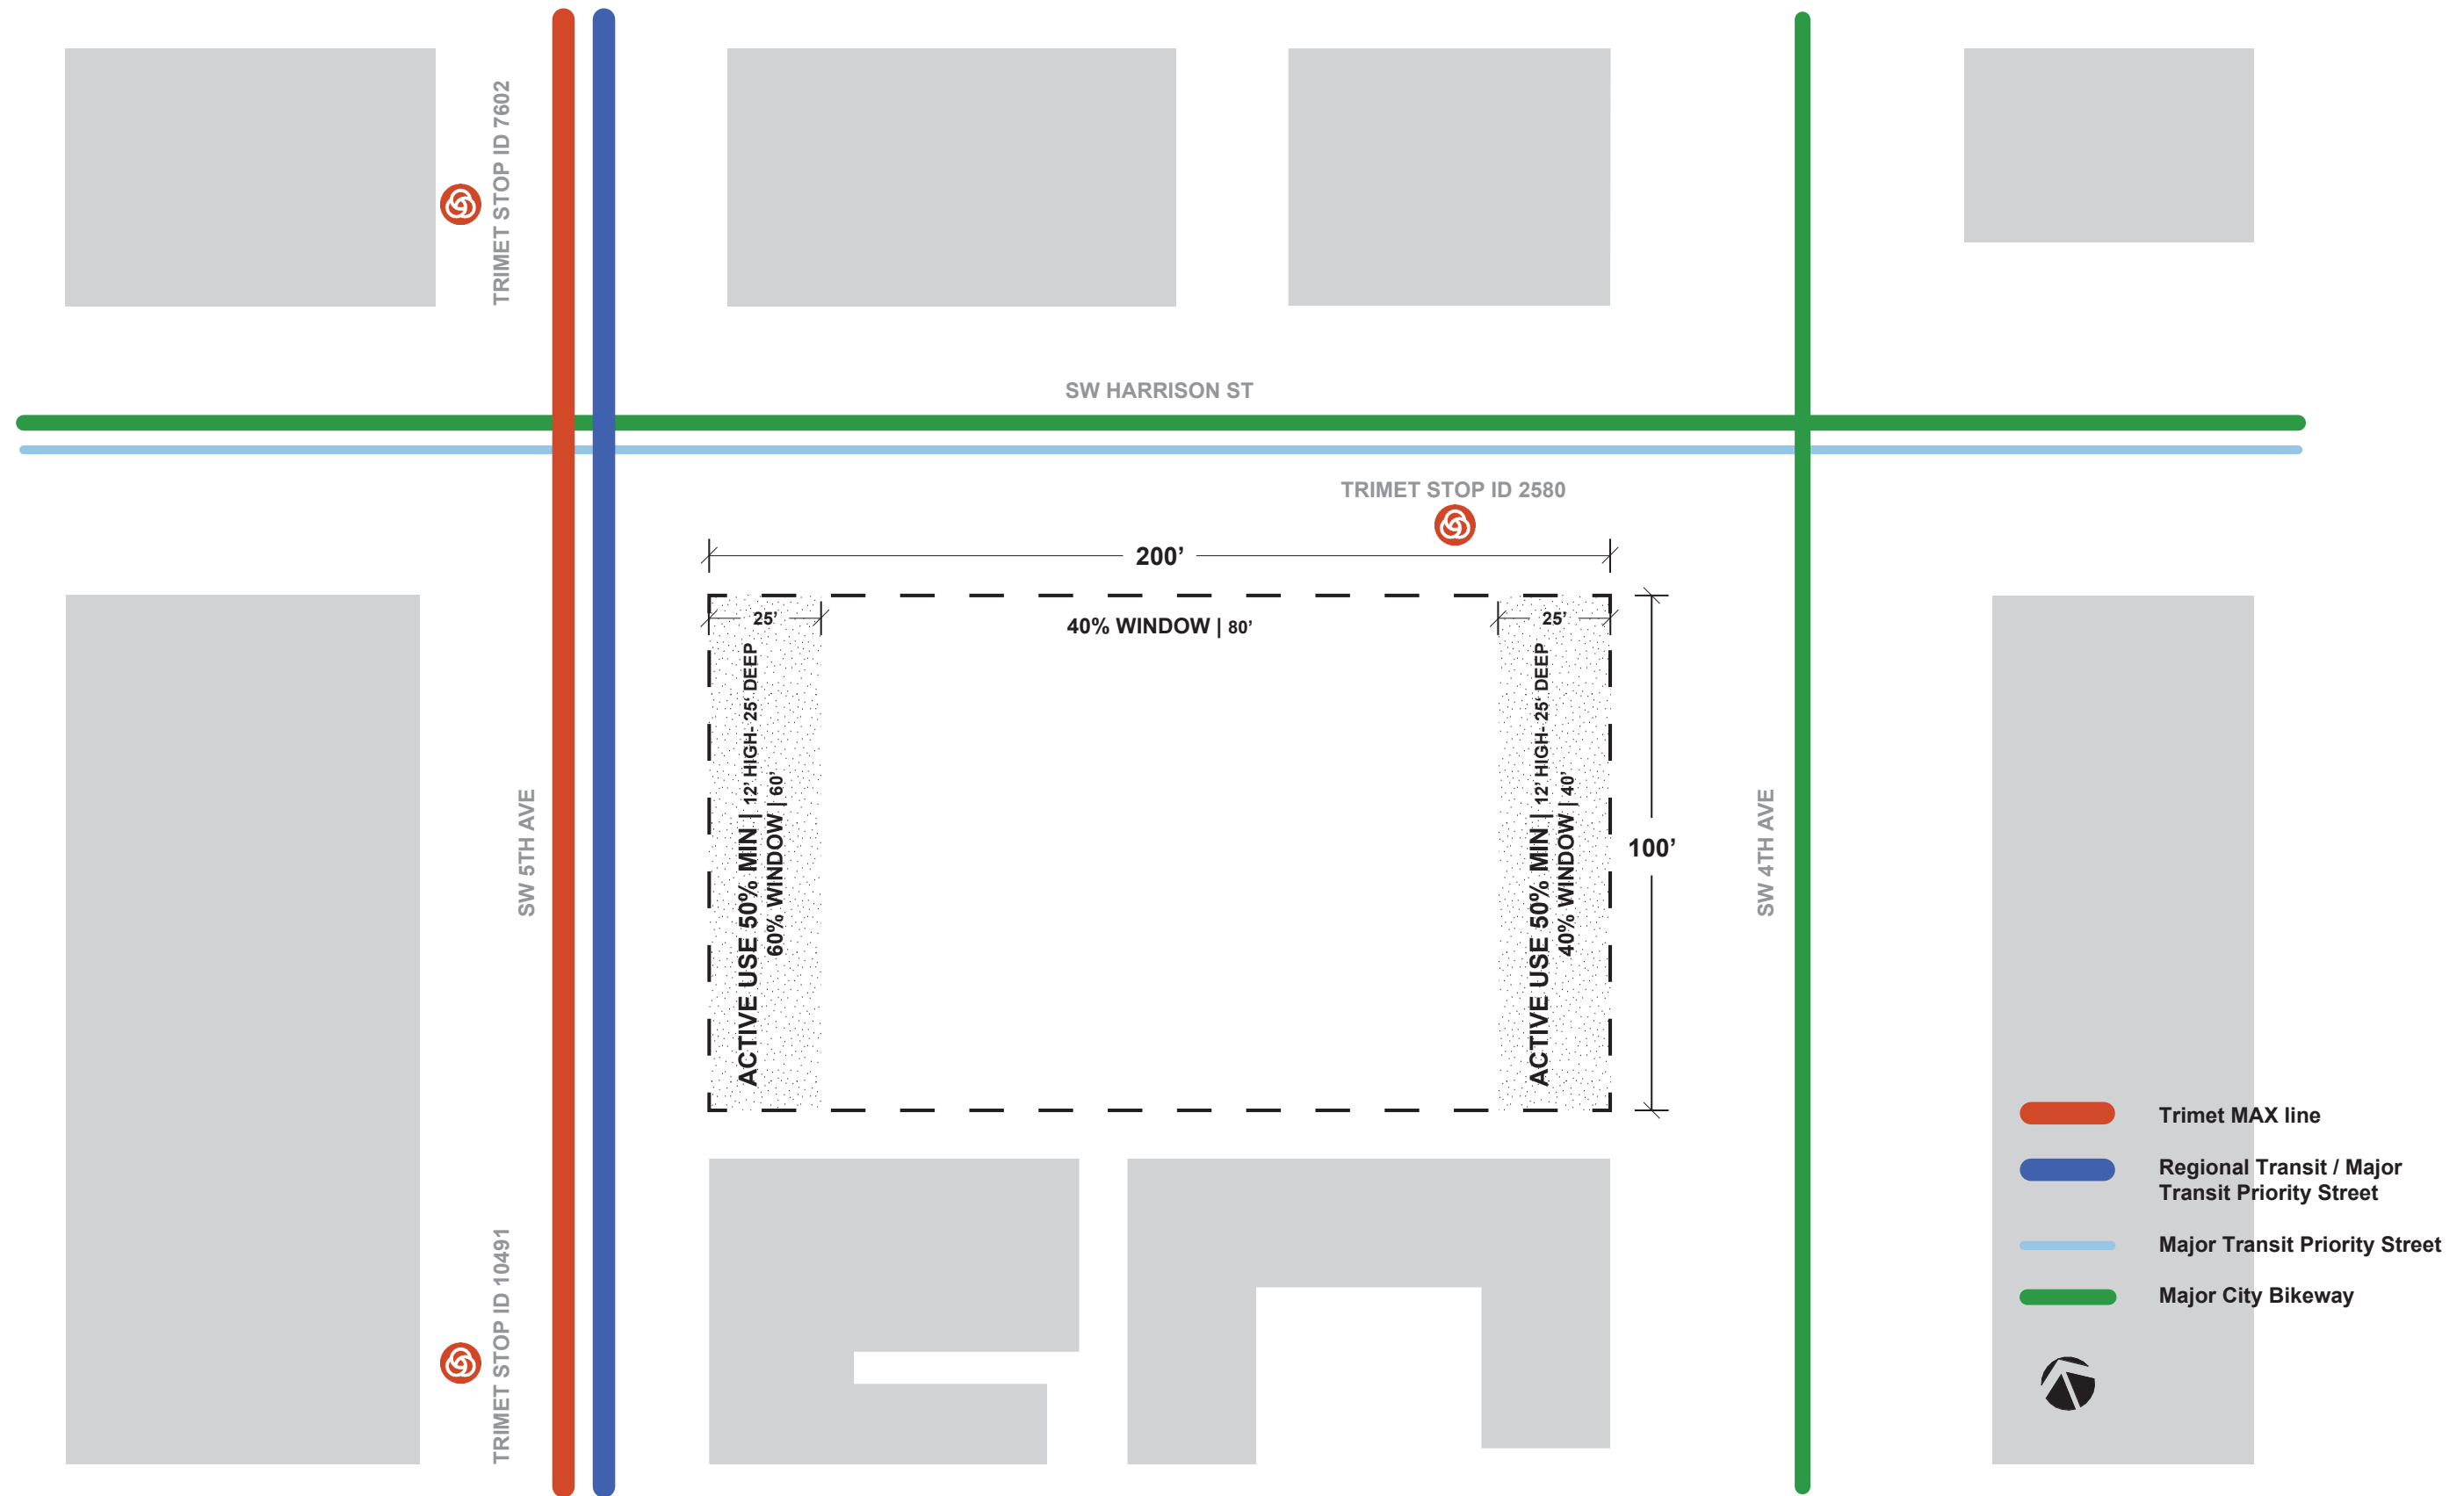 TRIMET STOP ID 7602
SW HARRISON ST
TRIMET STOP ID 2580
200’
25’
40% WINDOW | 80’
25’
ACTIVE USE 50% MIN | 12’ HIGH- 25‘ DEEP
60% WINDOW | 60’
ACTIVE USE 50% MIN | 12’ HIGH- 25‘ DEEP
40% WINDOW | 40’
100’
SW 5TH AVE
SW 4TH AVE
TRIMET STOP ID 10491
Trimet MAX line
Regional Transit / Major
Transit Priority Street
Major Transit Priority Street
Major City Bikeway